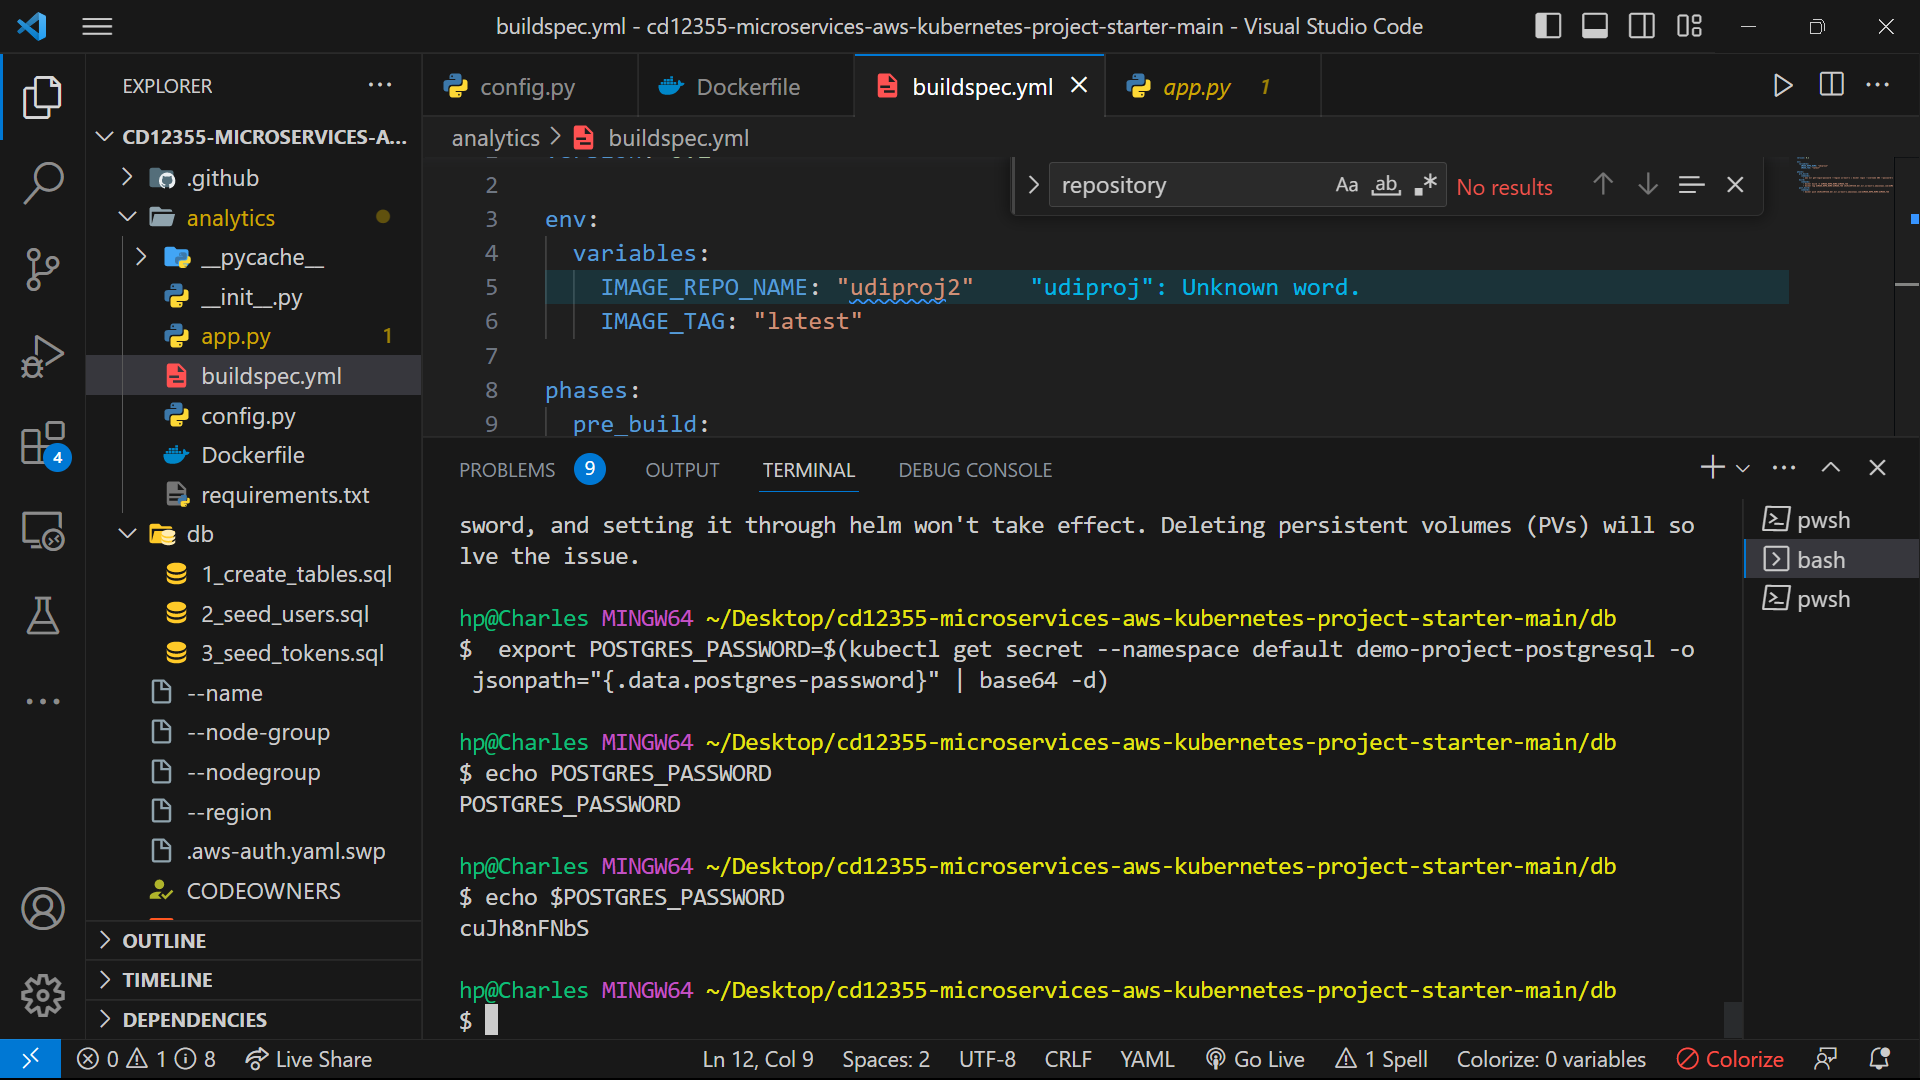 buildspec.yml - cd12355-microservices-aws-kubernetes-project-starter-main - Visual Studio Code
EXPLORER
CD12355-MICROSERVICES-A...
.github
analytics
__pycache__
__init__.py
app.py 1
buildspec.yml
config.py
Dockerfile
requirements.txt
db
1_create_tables.sql
2_seed_users.sql
3_seed_tokens.sql
--name
--node-group
--nodegroup
--region
.aws-auth.yaml.swp
CODEOWNERS
OUTLINE
TIMELINE
DEPENDENCIES
4
config.py
Dockerfile
buildspec.yml
app.py 1
analytics > buildspec.yml
repository Aa ab .* No results
2
3 env:
4 variables:
5 IMAGE_REPO_NAME: "udiproj2" "udiproj": Unknown word.
6 IMAGE_TAG: "latest"
7
8 phases:
9 pre_build:
PROBLEMS 9 OUTPUT TERMINAL DEBUG CONSOLE
sword, and setting it through helm won't take effect. Deleting persistent volumes (PVs) will so
lve the issue.
hp@Charles MINGW64 ~/Desktop/cd12355-microservices-aws-kubernetes-project-starter-main/db
$  export POSTGRES_PASSWORD=$(kubectl get secret --namespace default demo-project-postgresql -o
jsonpath="{.data.postgres-password}" | base64 -d)
hp@Charles MINGW64 ~/Desktop/cd12355-microservices-aws-kubernetes-project-starter-main/db
$ echo POSTGRES_PASSWORD
POSTGRES_PASSWORD
hp@Charles MINGW64 ~/Desktop/cd12355-microservices-aws-kubernetes-project-starter-main/db
$ echo $POSTGRES_PASSWORD
cuJh8nFNbS
hp@Charles MINGW64 ~/Desktop/cd12355-microservices-aws-kubernetes-project-starter-main/db
$
pwsh
bash
pwsh
0 1 8 Live Share Ln 12, Col 9 Spaces: 2 UTF-8 CRLF YAML Go Live 1 Spell Colorize: 0 variables Colorize